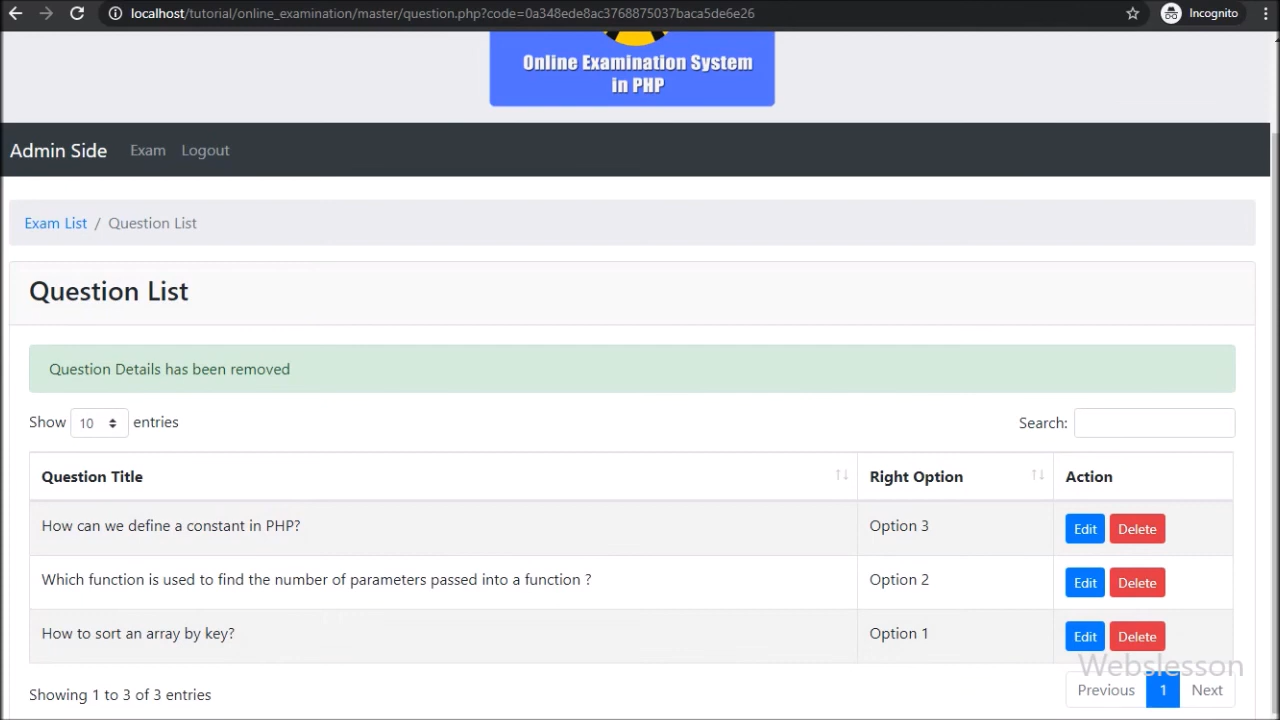 localhost/tutorial/online_examination/master/question.php?code=0a348ede8ac3768875037baca5de6e26 Incognito
Online Examination System
in PHP
Admin Side Exam Logout
Exam List / Question List
Question List
Question Details has been removed
Show 10 entries Search:
Question Title Right Option Action
How can we define a constant in PHP? Option 3 Edit Delete
Which function is used to find the number of parameters passed into a function ? Option 2 Edit Delete
How to sort an array by key? Option 1 Edit Delete
Webslesson
Showing 1 to 3 of 3 entries Previous 1 Next